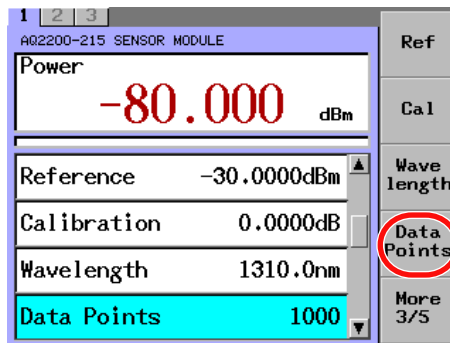 1 2 3
AQ2200-215 SENSOR MODULE
Power
-80.000 dBm
Reference -30.0000dBm
Calibration 0.0000dB
Wavelength 1310.0nm
Data Points 1000
Ref
Cal
Wave
length
Data
Points
More
3/5